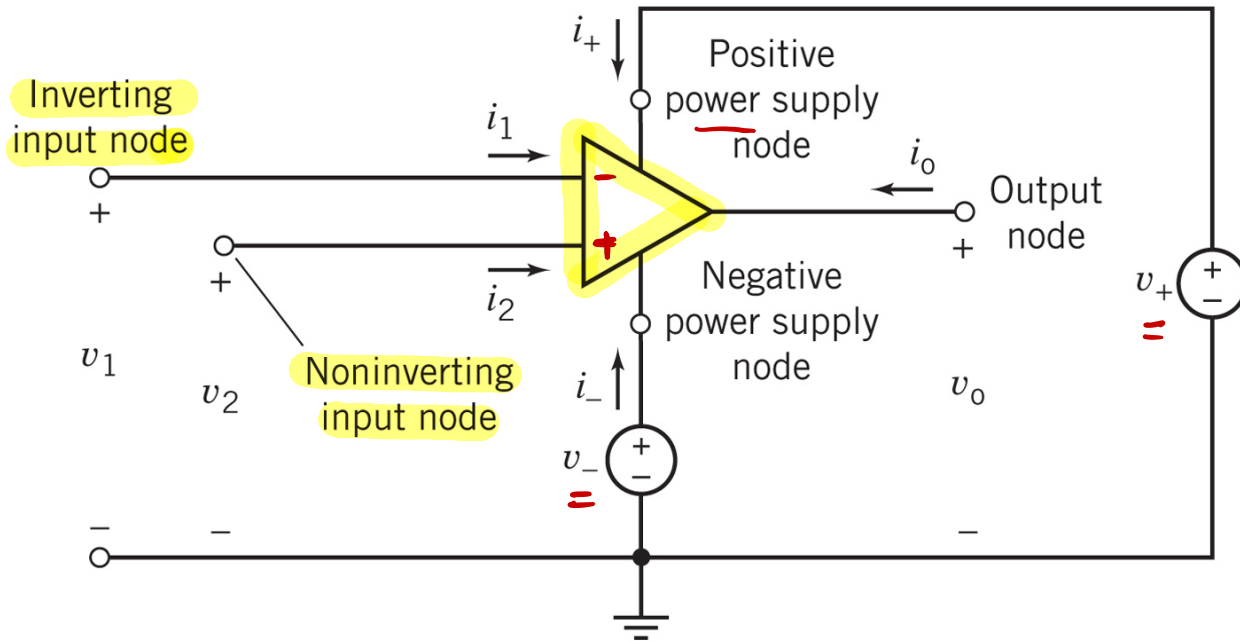 i₊
Positive
power supply
node
Inverting
input node
i₁
−
iₒ
Output
node
+
+
+
+
i₂
Negative
power supply
node
v₊
+
−
v₁
v₂
Noninverting
input node
i₋
vₒ
v₋
+
−
−
−
−